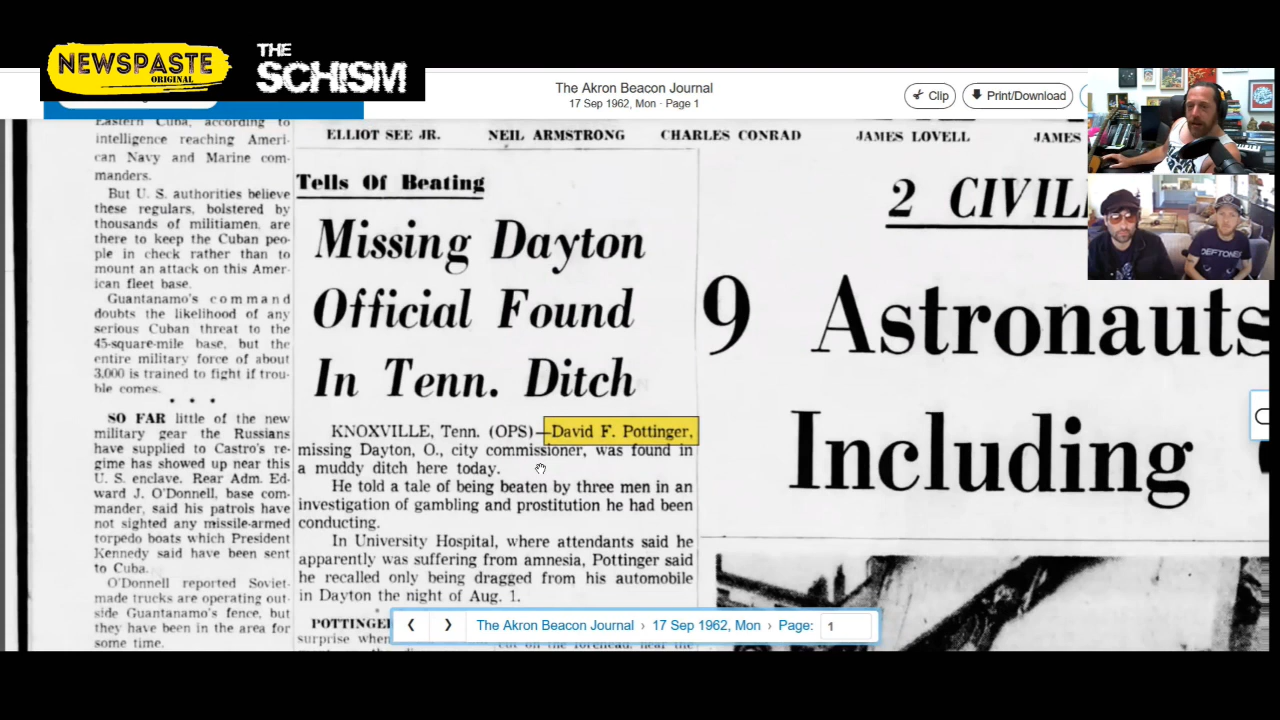 NEWSPASTE
ORIGINAL
THE
SCHISM
The Akron Beacon Journal
17 Sep 1962, Mon · Page 1
Clip
Print/Download
Eastern Cuba, according to
intelligence reaching Ameri-
can Navy and Marine com-
manders.
But U. S. authorities believe
these regulars, bolstered by
thousands of militiamen, are
there to keep the Cuban peo-
ple in check rather than to
mount an attack on this Amer-
ican fleet base.
Guantanamo's command
doubts the likelihood of any
serious Cuban threat to the
45-square-mile base, but the
entire military force of about
3,000 is trained to fight if trou-
ble comes.
• • •
SO FAR little of the new
military gear the Russians
have supplied to Castro's re-
gime has showed up near this
U. S. enclave. Rear Adm. Ed-
ward J. O'Donnell, base com-
mander, said his patrols have
not sighted any missile-armed
torpedo boats which President
Kennedy said have been sent
to Cuba.
O'Donnell reported Soviet-
made trucks are operating out-
side Guantanamo's fence, but
they have been in the area for
some time.
ELLIOT SEE JR. NEIL ARMSTRONG CHARLES CONRAD JAMES LOVELL JAMES
Tells Of Beating
Missing Dayton
Official Found
In Tenn. Ditch
KNOXVILLE, Tenn. (OPS)—David F. Pottinger,
missing Dayton, O., city commissioner, was found in
a muddy ditch here today.
He told a tale of being beaten by three men in an
investigation of gambling and prostitution he had been
conducting.
In University Hospital, where attendants said he
apparently was suffering from amnesia, Pottinger said
he recalled only being dragged from his automobile
in Dayton the night of Aug. 1.
POTTINGE
surprise when
2 CIVIL
9 Astronauts
Including
DEFTONES
The Akron Beacon Journal › 17 Sep 1962, Mon › Page: 1